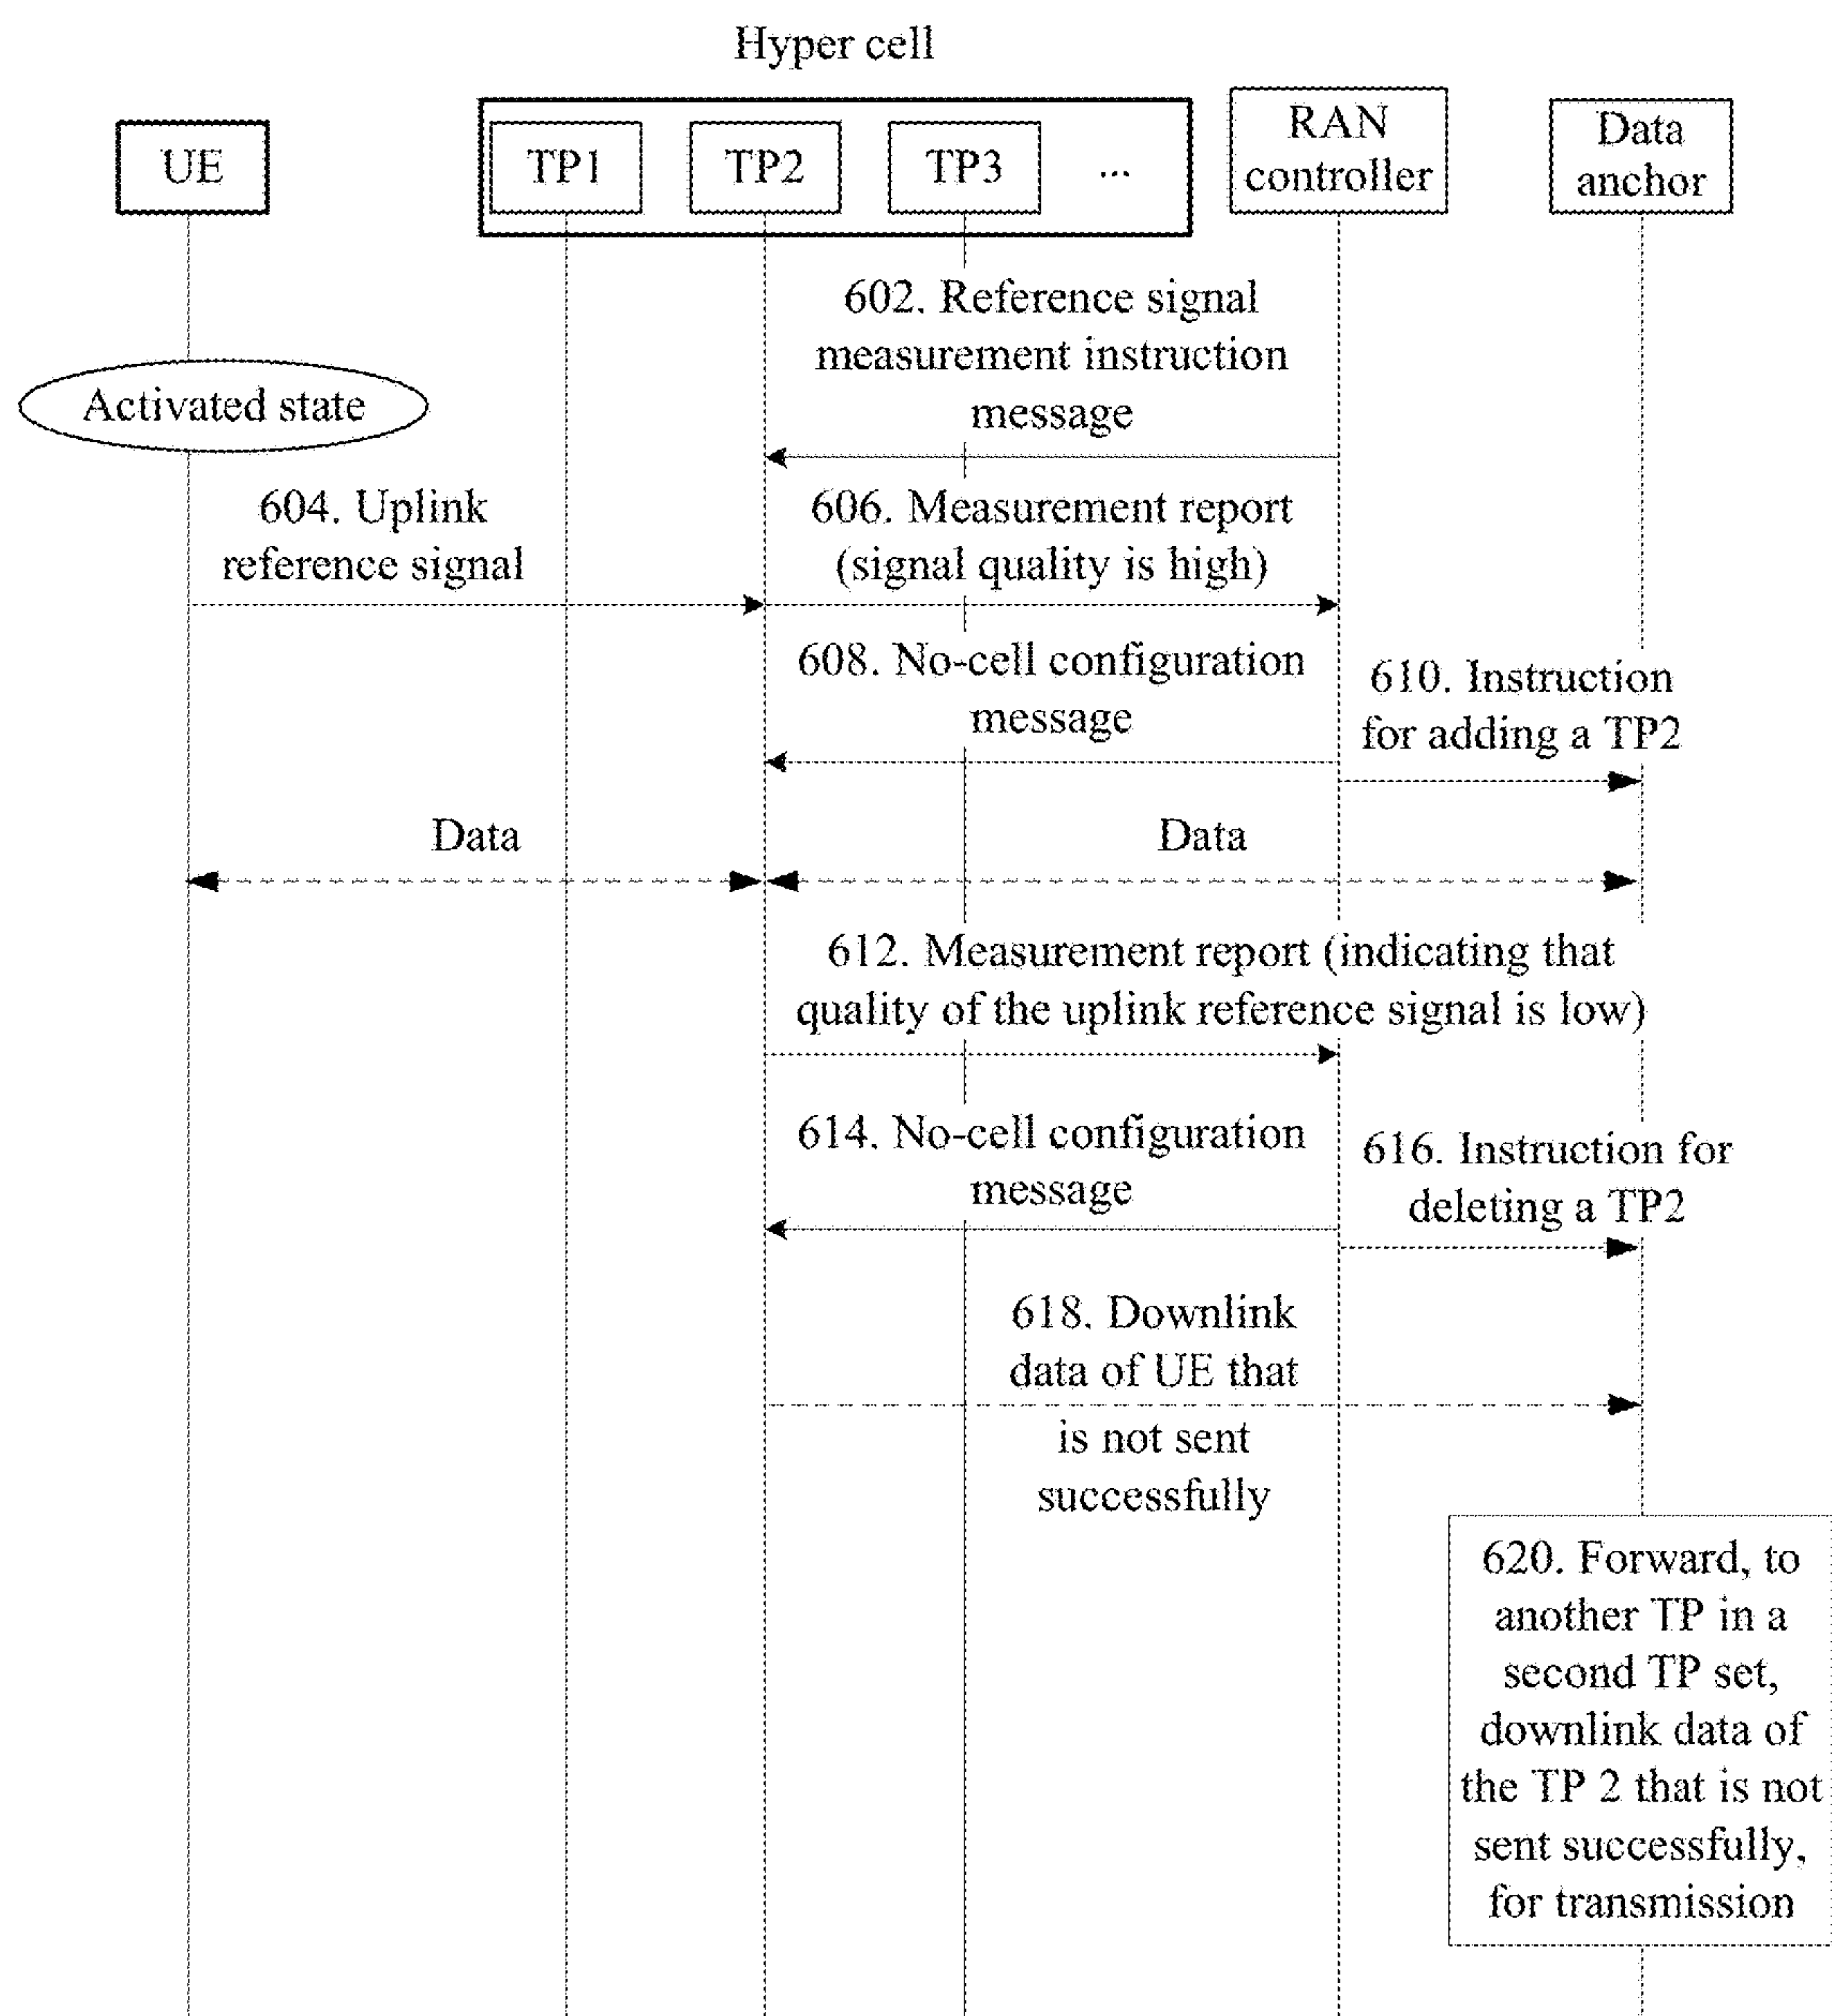 Hyper cell
UE
TP1
TP2
TP3
...
RAN
controller
Data
anchor
602. Reference signal
measurement instruction
message
Activated state
604. Uplink
reference signal
606. Measurement report
(signal quality is high)
608. No-cell configuration
message
610. Instruction
for adding a TP2
Data
Data
612. Measurement report (indicating that
quality of the uplink reference signal is low)
614. No-cell configuration
message
616. Instruction for
deleting a TP2
618. Downlink
data of UE that
is not sent
successfully
620. Forward, to
another TP in a
second TP set,
downlink data of
the TP 2 that is not
sent successfully,
for transmission